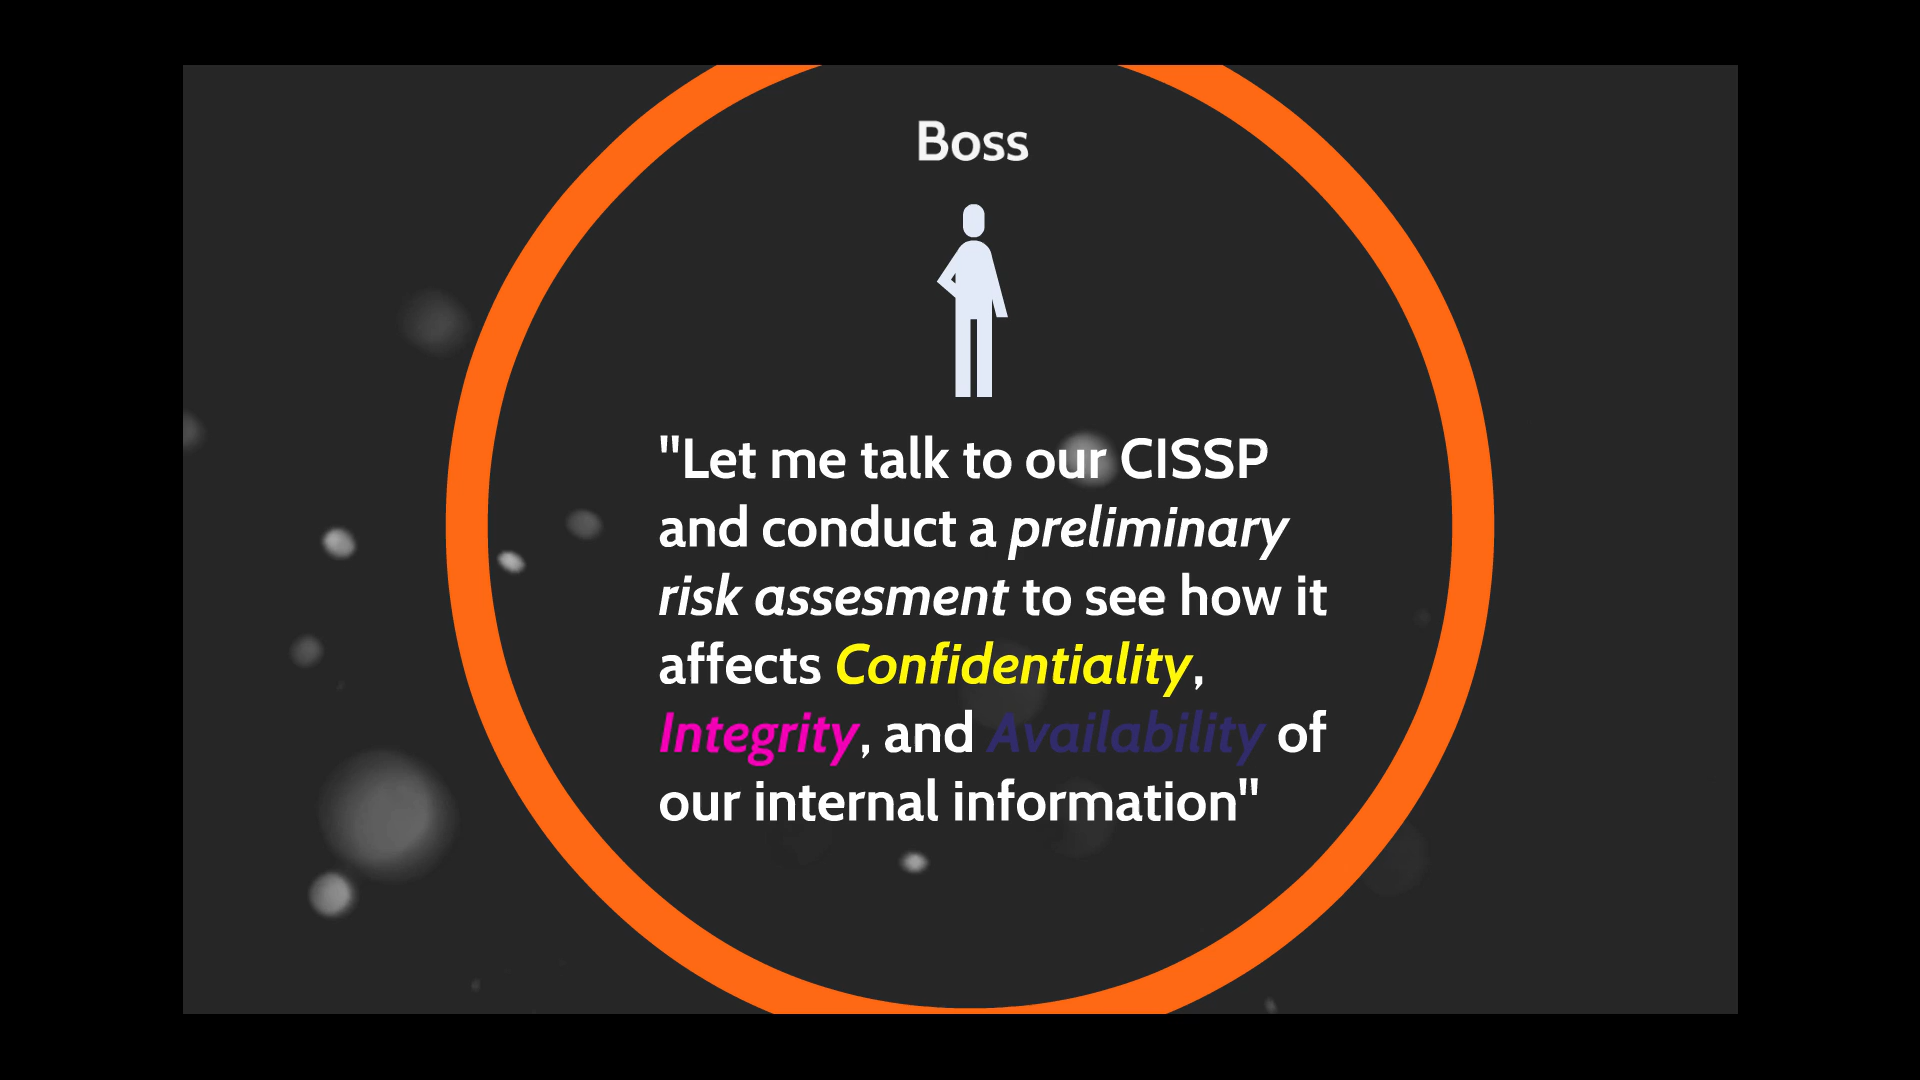 Boss
"Let me talk to our CISSP
and conduct a preliminary
risk assesment to see how it
affects Confidentiality,
Integrity, and Availability of
our internal information"